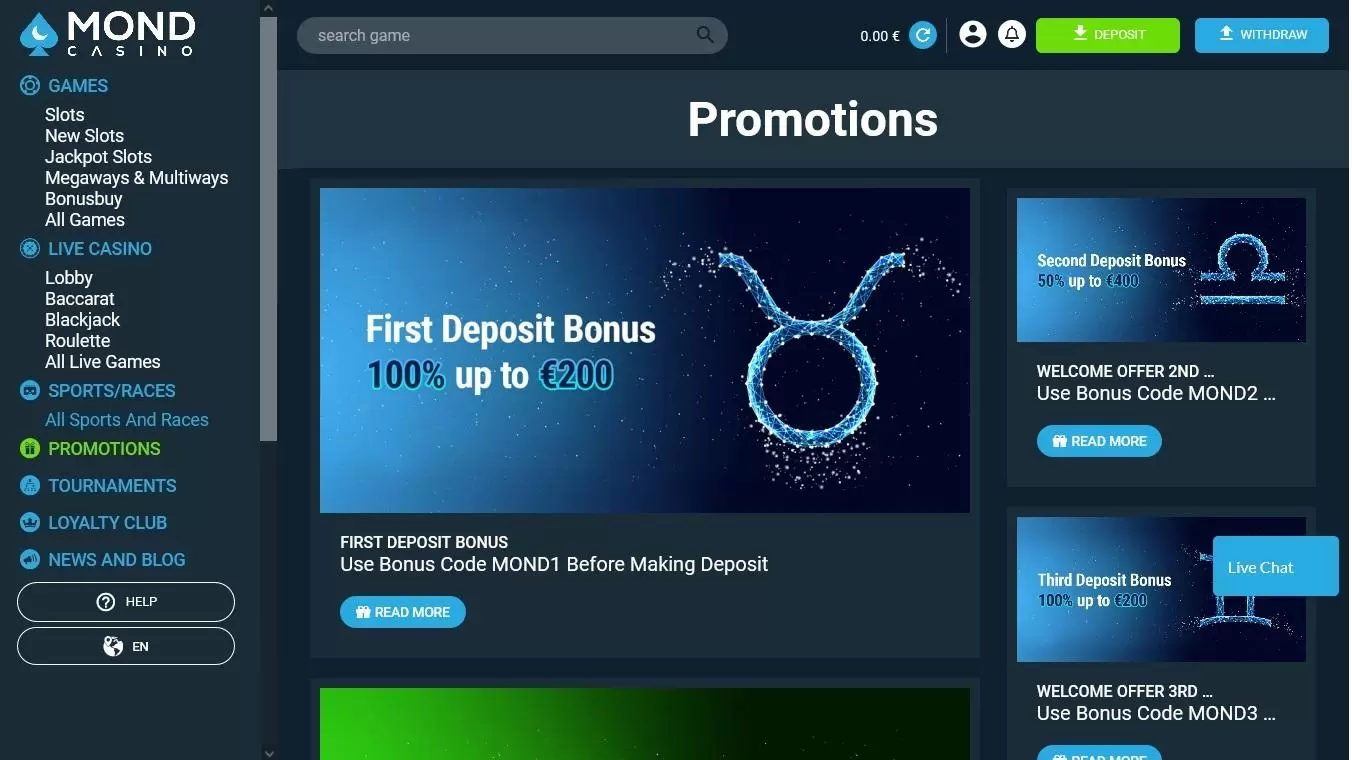 MOND
CASINO
GAMES
Slots
New Slots
Jackpot Slots
Megaways & Multiways
Bonusbuy
All Games
LIVE CASINO
Lobby
Baccarat
Blackjack
Roulette
All Live Games
SPORTS/RACES
All Sports And Races
PROMOTIONS
TOURNAMENTS
LOYALTY CLUB
NEWS AND BLOG
HELP
EN
search game
0.00 €
DEPOSIT
WITHDRAW
Promotions
First Deposit Bonus
100% up to €200
FIRST DEPOSIT BONUS
Use Bonus Code MOND1 Before Making Deposit
READ MORE
Second Deposit Bonus
50% up to €400
WELCOME OFFER 2ND ...
Use Bonus Code MOND2 ...
READ MORE
Third Deposit Bonus
100% up to €200
Live Chat
WELCOME OFFER 3RD ...
Use Bonus Code MOND3 ...
READ MORE